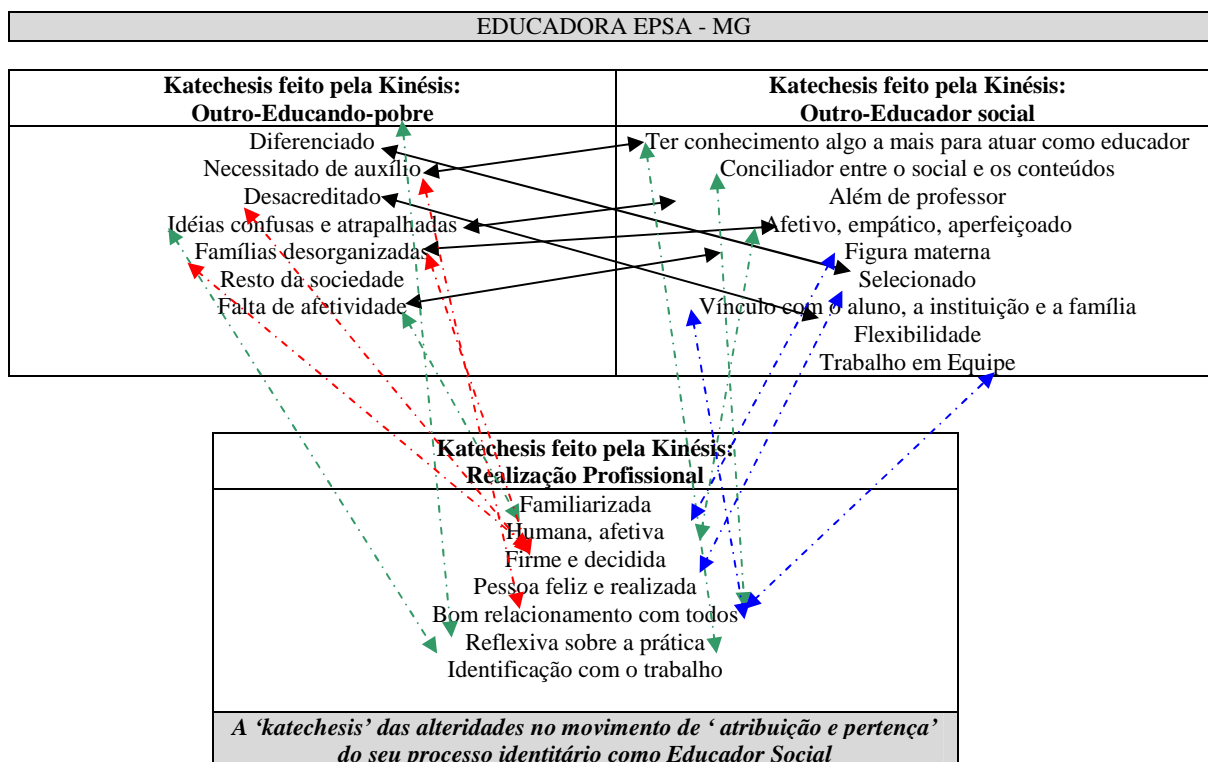 EDUCADORA EPSA - MG
Katechesis feito pela Kinésis:
Outro-Educando-pobre
Diferenciado
Necessitado de auxílio
Desacreditado
Idéias confusas e atrapalhadas
Famílias desorganizadas
Resto da sociedade
Falta de afetividade
Katechesis feito pela Kinésis:
Outro-Educador social
Ter conhecimento algo a mais para atuar como educador
Conciliador entre o social e os conteúdos
Além de professor
Afetivo, empático, aperfeiçoado
Figura materna
Selecionado
Vínculo com o aluno, a instituição e a família
Flexibilidade
Trabalho em Equipe
Katechesis feito pela Kinésis:
Realização Profissional
Familiarizada
Humana, afetiva
Firme e decidida
Pessoa feliz e realizada
Bom relacionamento com todos
Reflexiva sobre a prática
Identificação com o trabalho
A ‘katechesis’ das alteridades no movimento de ‘ atribuição e pertença’
do seu processo identitário como Educador Social